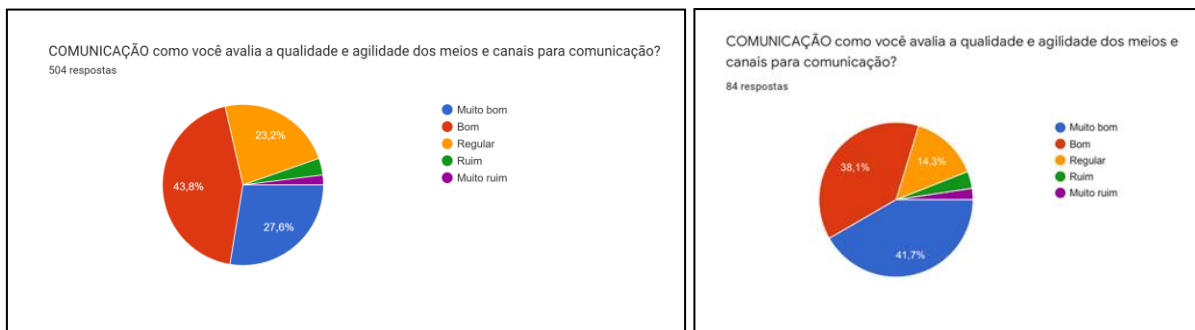 COMUNICAÇÃO como você avalia a qualidade e agilidade dos meios e canais para comunicação?
504 respostas
23,2%
43,8%
27,6%
Muito bom
Bom
Regular
Ruim
Muito ruim
COMUNICAÇÃO como você avalia a qualidade e agilidade dos meios e
canais para comunicação?
84 respostas
38,1%
14,3%
41,7%
Muito bom
Bom
Regular
Ruim
Muito ruim